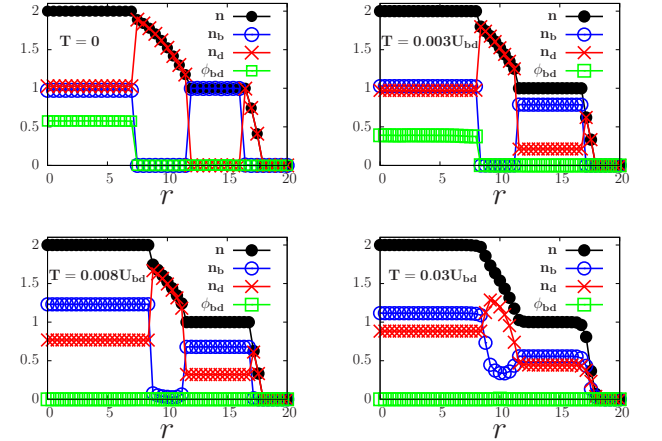 2
1.5
1
0.5
0
0 5 10 15 20
r
T = 0
n
n_b
n_d
ϕ_bd
2
1.5
1
0.5
0
0 5 10 15 20
r
T = 0.003U_bd
n
n_b
n_d
ϕ_bd
2
1.5
1
0.5
0
0 5 10 15 20
r
T = 0.008U_bd
n
n_b
n_d
ϕ_bd
2
1.5
1
0.5
0
0 5 10 15 20
r
T = 0.03U_bd
n
n_b
n_d
ϕ_bd